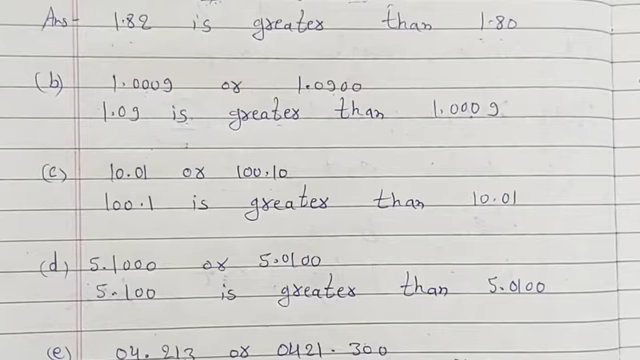 Ans- 1.82 is greater than 1.80
(b) 1.0009 or 1.0900
1.09 is greater than 1.0009
(c) 10.01 or 100.10
100.1 is greater than 10.01
(d) 5.1000 or 5.0100
5.100 is greater than 5.0100
(e) 04.213 or 0421.300